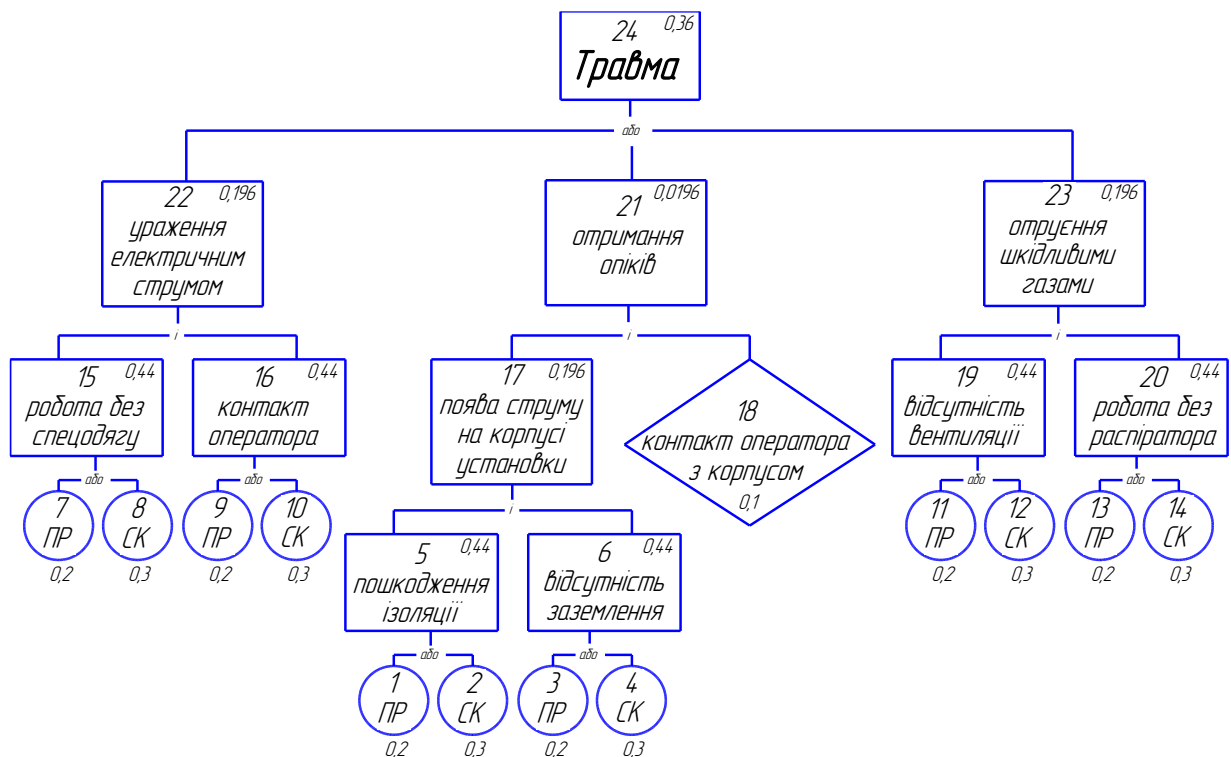 24 0,36
Травма
або
22 0,196
ураження
електричним
струмом
21 0,0196
отримання
опіків
23 0,196
отруєння
шкідливими
газами
і
і
і
15 0,44
робота без
спецодягу
16 0,44
контакт
оператора
17 0,196
поява струму
на корпусі
установки
18
контакт оператора
з корпусом
0,1
19 0,44
відсутність
вентиляції
20 0,44
робота без
распіратора
або
або
і
або
або
7
ПР
0,2
8
СК
0,3
9
ПР
0,2
10
СК
0,3
11
ПР
0,2
12
СК
0,3
13
ПР
0,2
14
СК
0,3
5 0,44
пошкодження
ізоляції
6 0,44
відсутність
заземлення
або
або
1
ПР
0,2
2
СК
0,3
3
ПР
0,2
4
СК
0,3